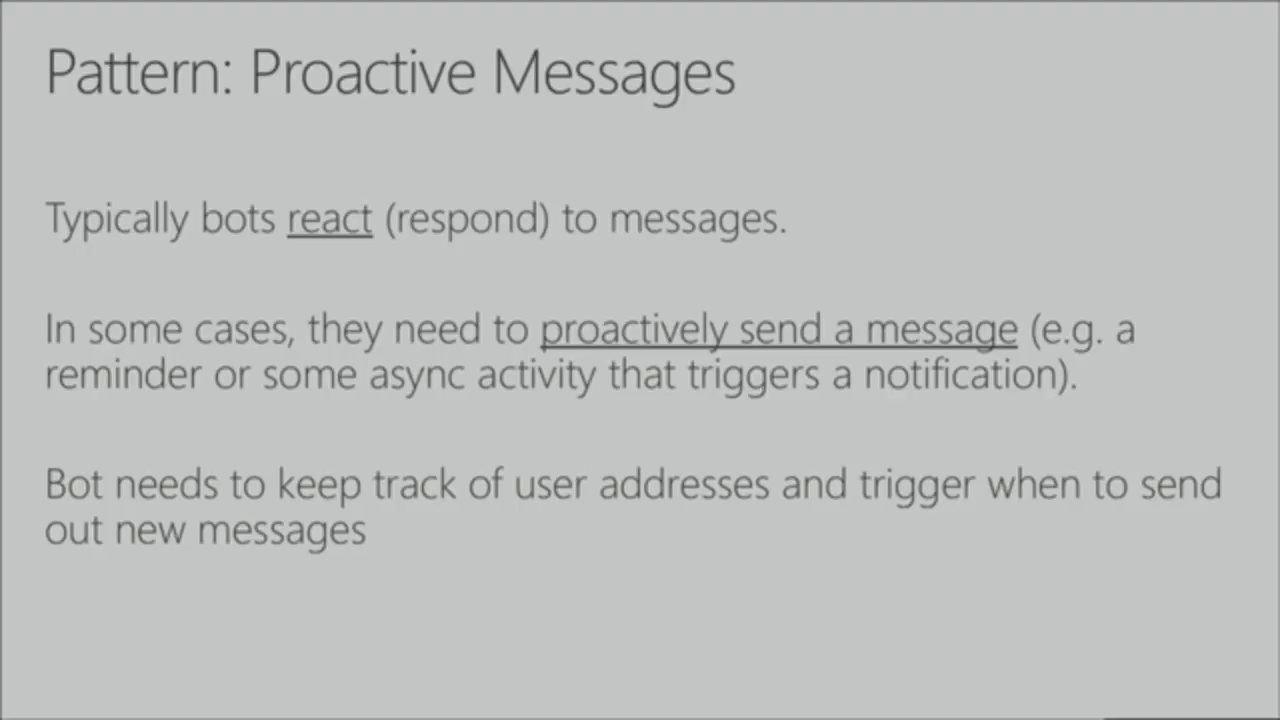 Pattern: Proactive Messages
Typically bots react (respond) to messages.
In some cases, they need to proactively send a message (e.g. a
reminder or some async activity that triggers a notification).
Bot needs to keep track of user addresses and trigger when to send
out new messages